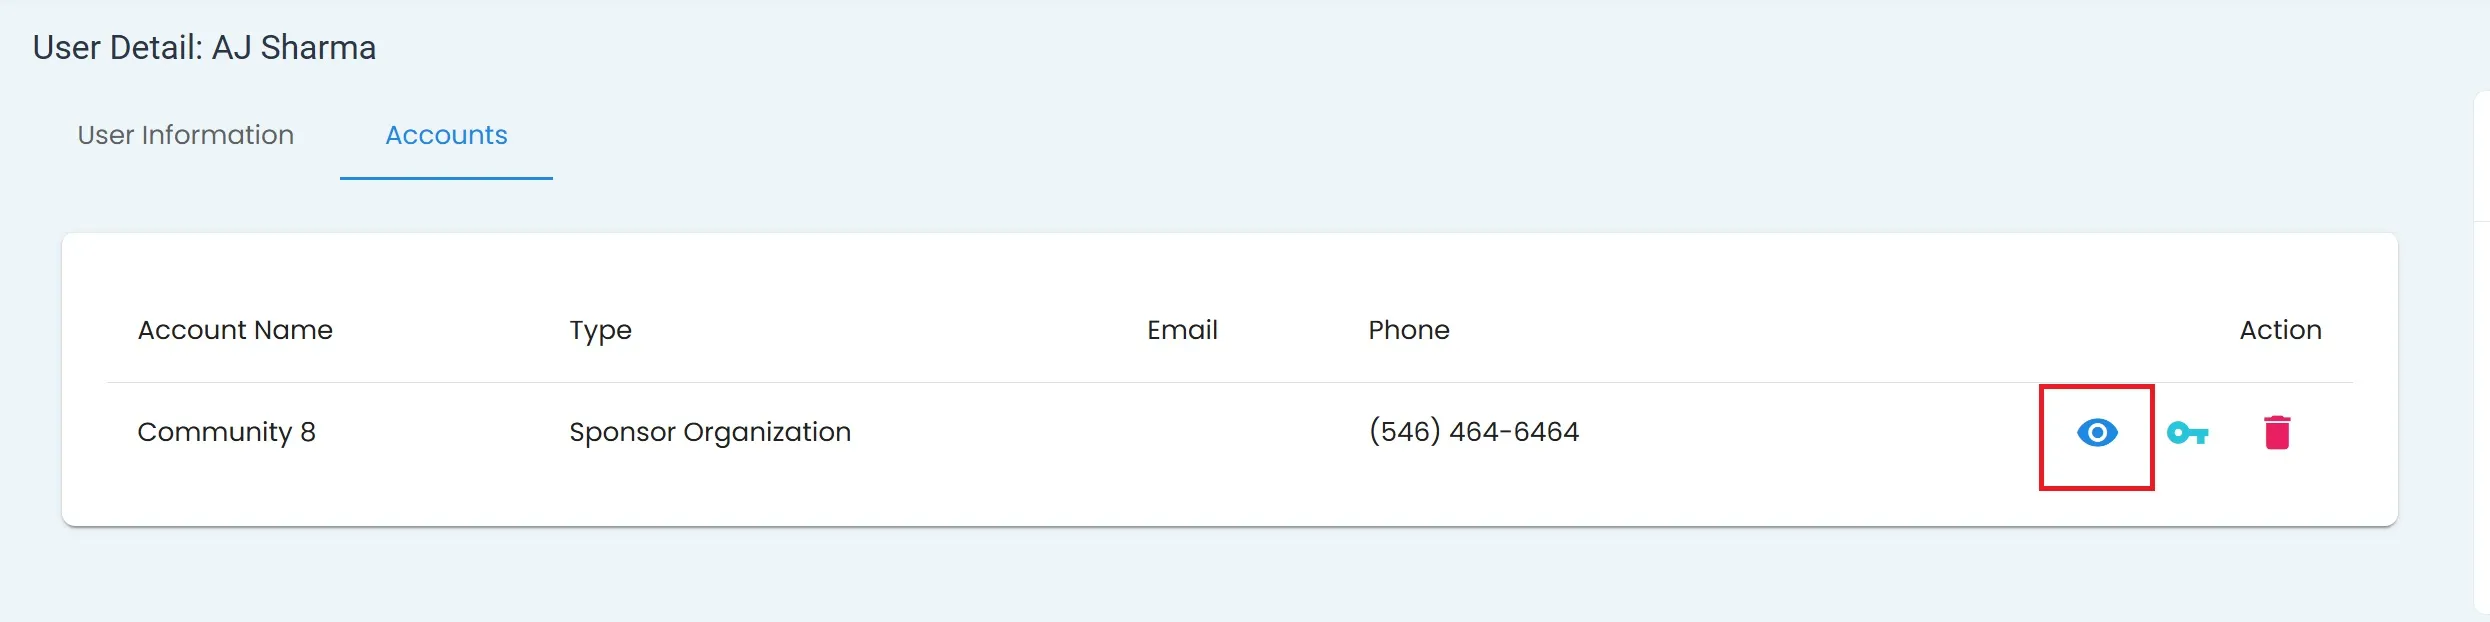 User Detail: AJ Sharma
User Information Accounts
Account Name Type Email Phone Action
Community 8 Sponsor Organization (546) 464-6464